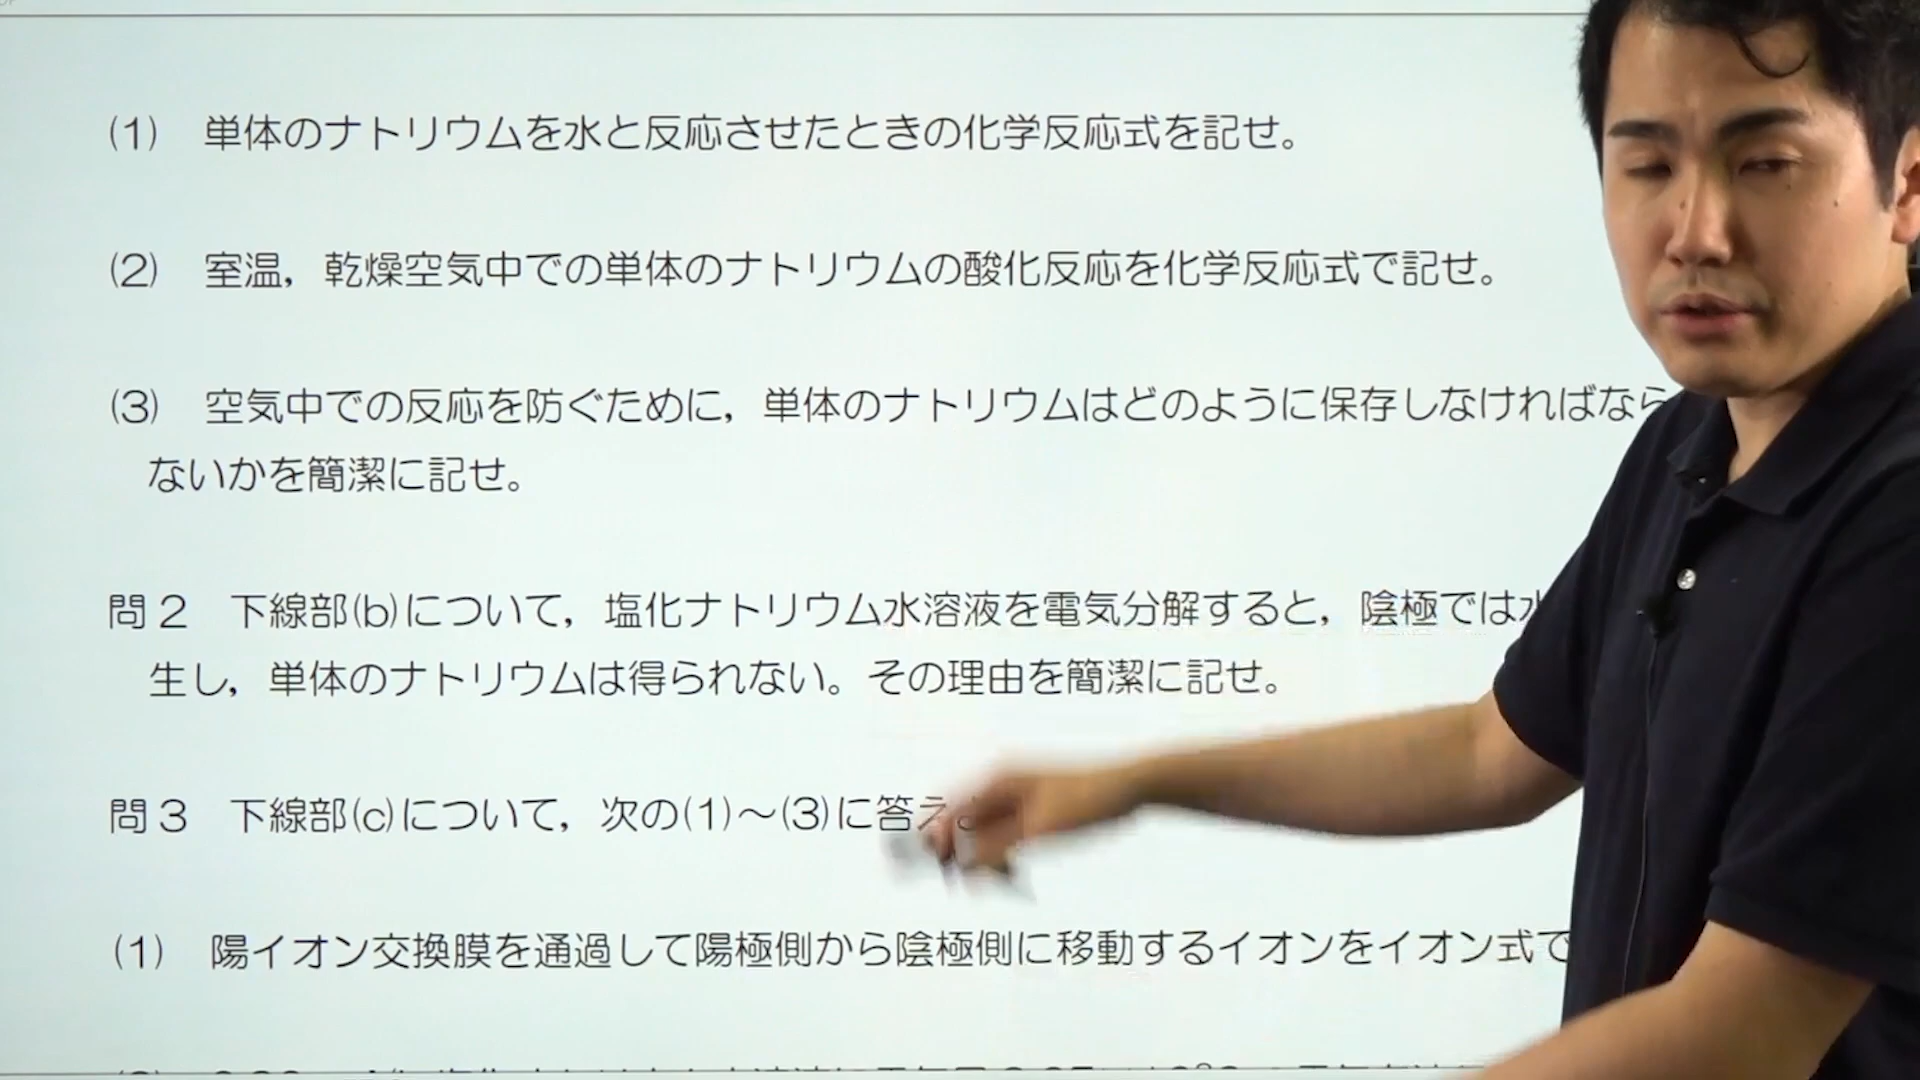 (1) 単体のナトリウムを水と反応させたときの化学反応式を記せ。
(2) 室温，乾燥空気中での単体のナトリウムの酸化反応を化学反応式で記せ。
(3) 空気中での反応を防ぐために，単体のナトリウムはどのように保存しなければなら
ないかを簡潔に記せ。
問2 下線部(b)について，塩化ナトリウム水溶液を電気分解すると，陰極では
生し，単体のナトリウムは得られない。その理由を簡潔に記せ。
問3 下線部(c)について，次の(1)～(3)に答え
(1) 陽イオン交換膜を通過して陽極側から陰極側に移動するイオンをイオン式で